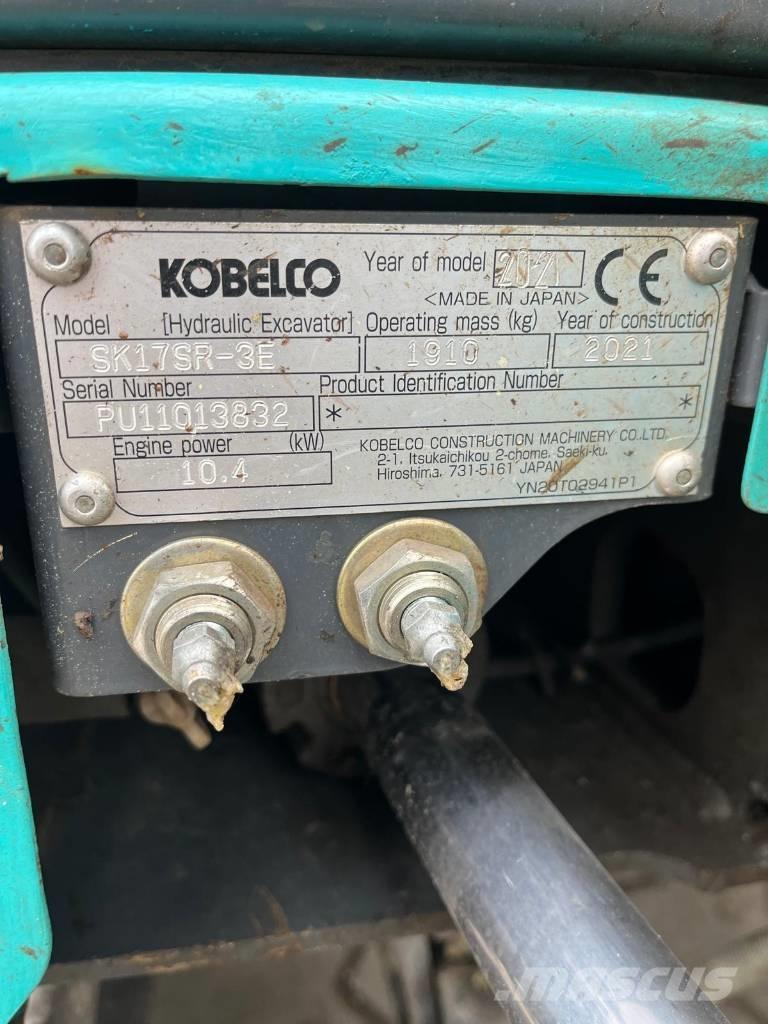 KOBELCO Year of model 2021 CE
<MADE IN JAPAN>
Model [Hydraulic Excavator] Operating mass (kg) Year of construction
SK17SR-3E 1910 2021
Serial Number Product Identification Number
PU11013832 * *
Engine power (kW) KOBELCO CONSTRUCTION MACHINERY CO.,LTD.
10.4 2-1, Itsukaichikou 2-chome, Saeki-ku,
Hiroshima, 731-5161 JAPAN
YN20T02941P1
mascus